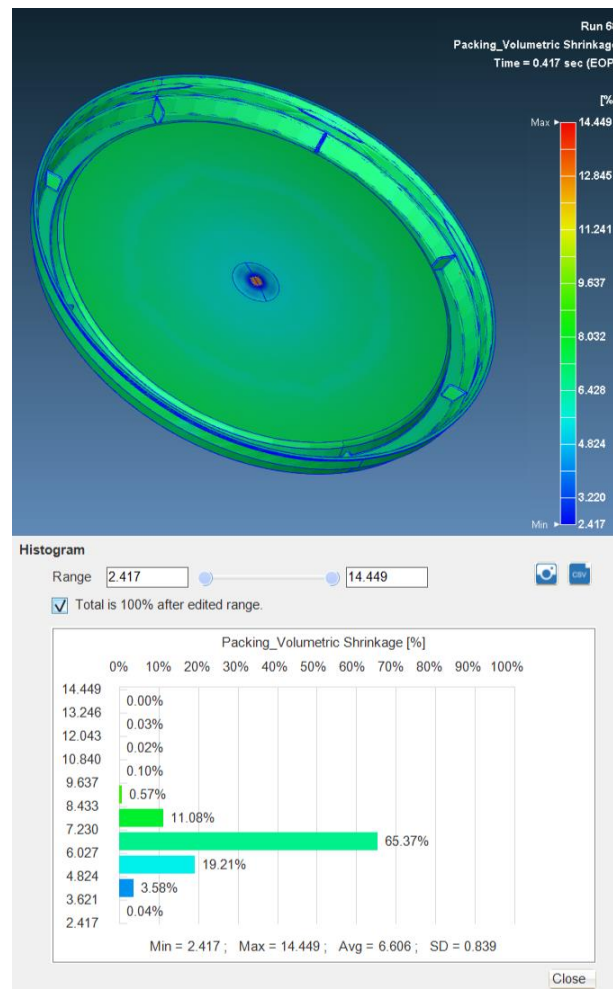 Run 68
Packing_Volumetric Shrinkage
Time = 0.417 sec (EOP
[%
Max 14.449
12.845
11.241
9.637
8.032
6.428
4.824
3.220
Min 2.417
Histogram
Range 2.417 14.449
CSV
Total is 100% after edited range.
Packing_Volumetric Shrinkage [%]
0% 10% 20% 30% 40% 50% 60% 70% 80% 90% 100%
14.449
0.00%
13.246
0.03%
12.043
0.02%
10.840
0.10%
9.637
0.57%
8.433
11.08%
7.230
65.37%
6.027
19.21%
4.824
3.58%
3.621
0.04%
2.417
Min = 2.417 ; Max = 14.449 ; Avg = 6.606 ; SD = 0.839
Close